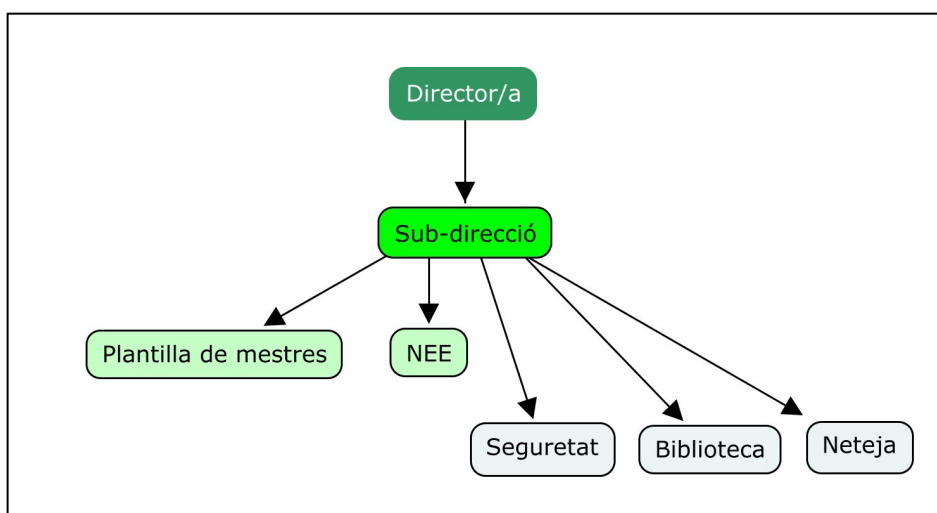 Director/a
Sub-direcció
Plantilla de mestres
NEE
Seguretat
Biblioteca
Neteja